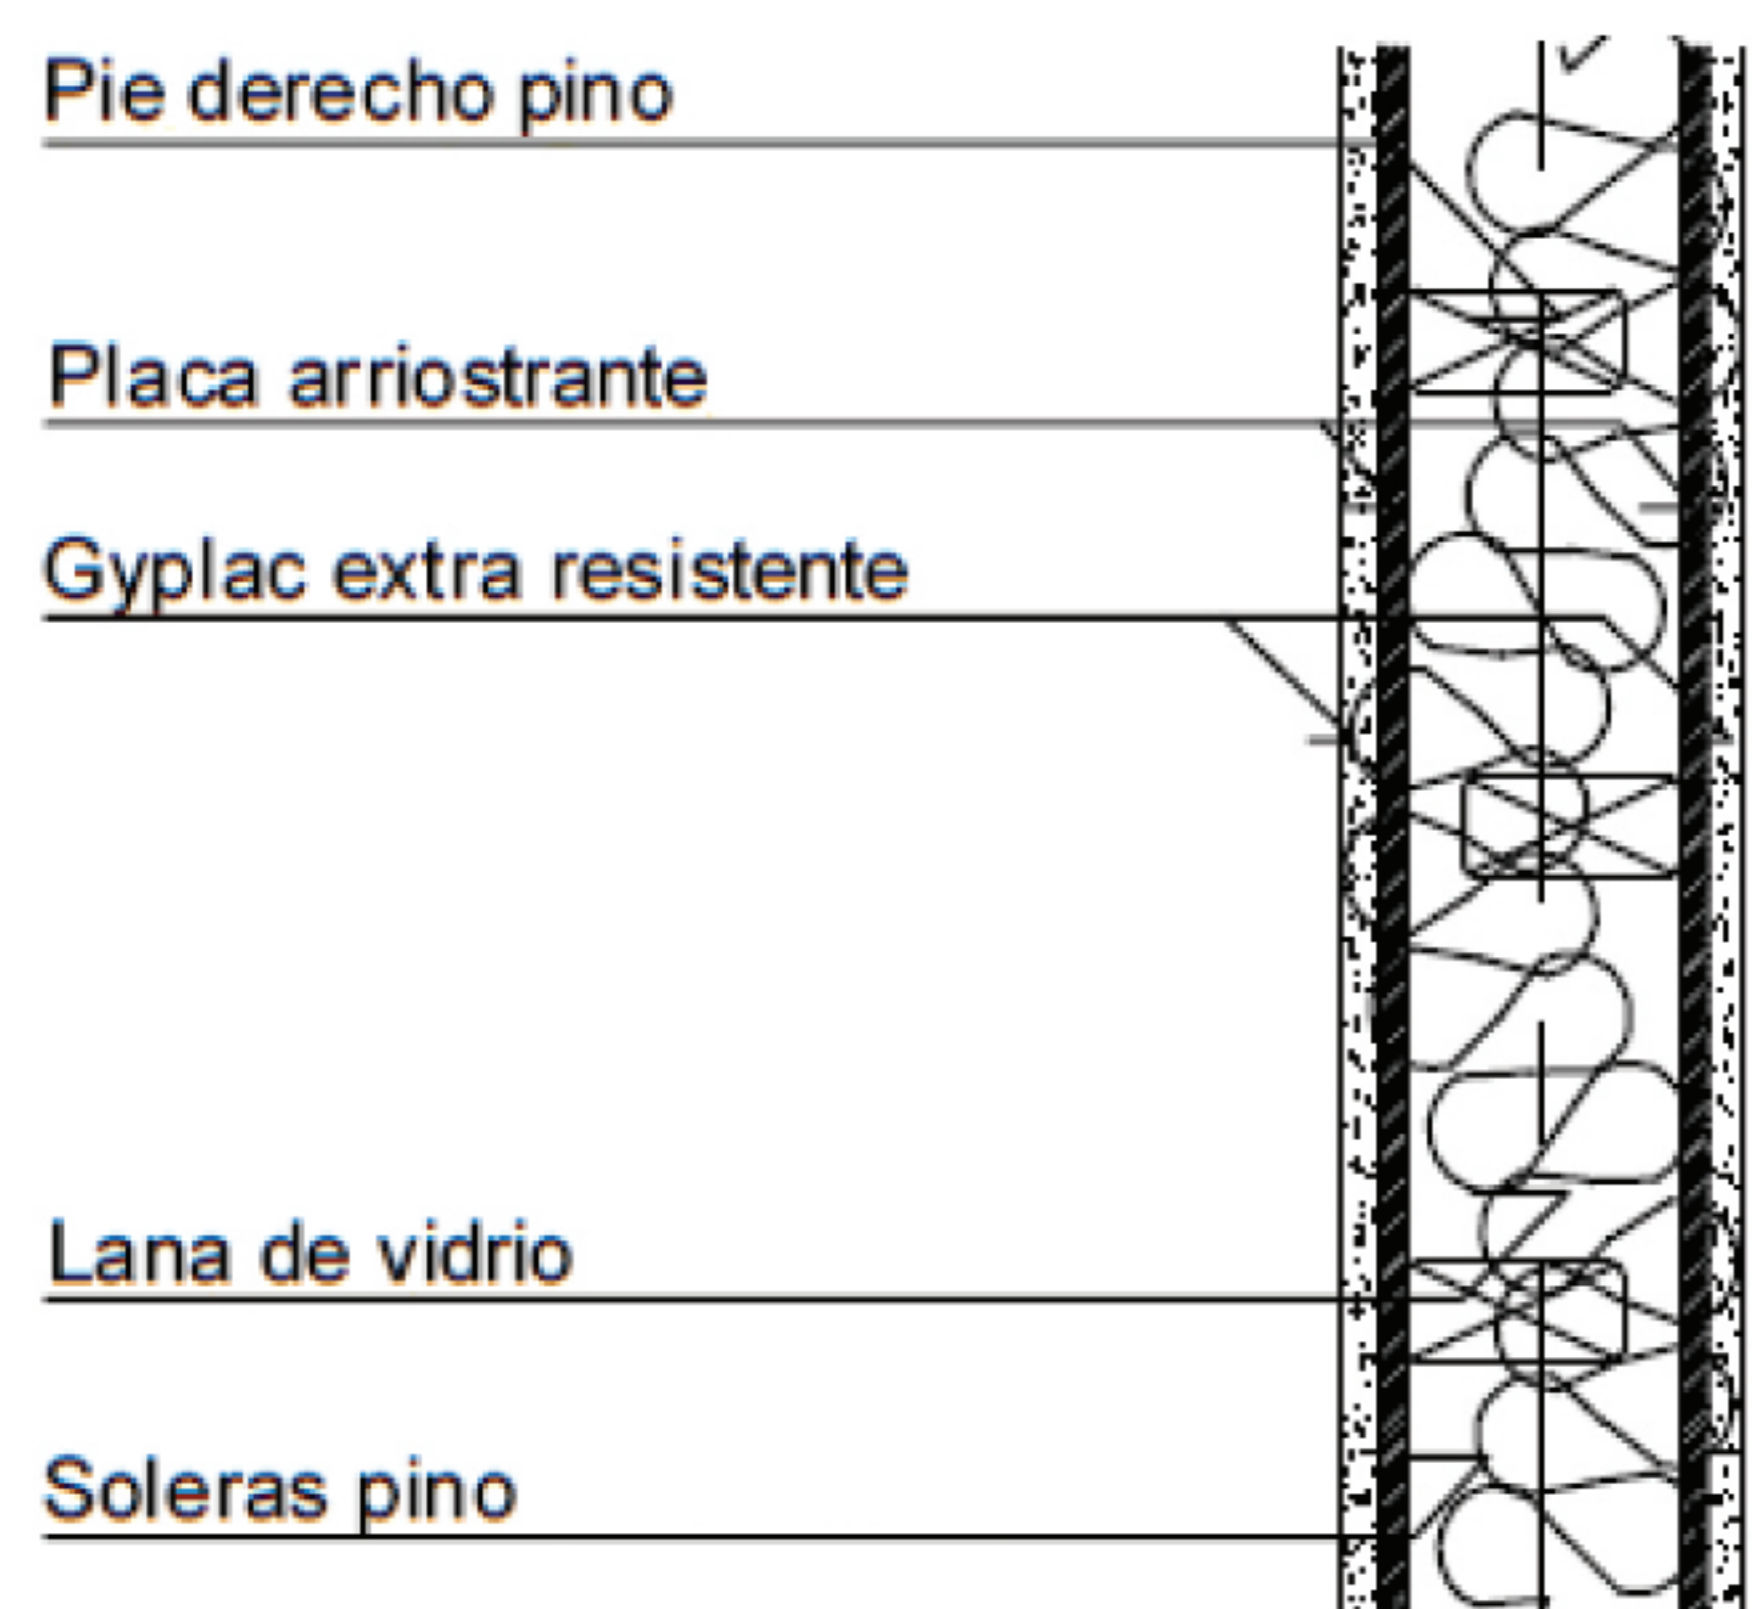 Pie derecho pino
Placa arriostrante
Gyplac extra resistente
Lana de vidrio
Soleras pino